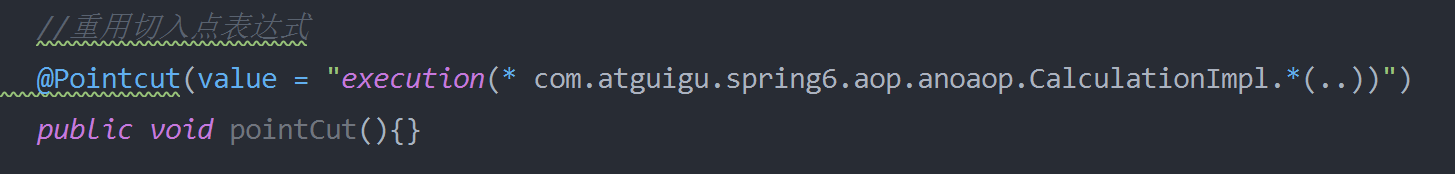 //重用切入点表达式
@Pointcut(value = "execution(* com.atguigu.spring6.aop.anoaop.CalculationImpl.*(..))")
public void pointCut(){}